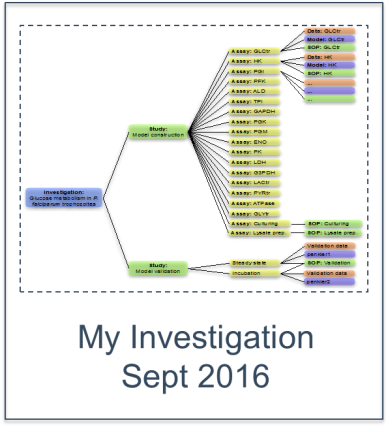 Investigation:
Glucose metabolism in P.
falciparum trophozoites
Study:
Model construction
Assay: GLCtr
Assay: HK
Assay: PGI
Assay: PFK
Assay: ALD
Assay: TPI
Assay: GAPDH
Assay: PGK
Assay: PGM
Assay: ENO
Assay: PK
Assay: LDH
Assay: G3PDH
Assay: LACtr
Assay: PYRtr
Assay: ATPase
Assay: GLYtr
Assay: Culturing
Assay: Lysate prep.
Data: GLCtr
Model: GLCtr
SOP: GLCtr
Data: HK
Model: HK
SOP: HK
...
...
...
SOP: Culturing
SOP: Lysate prep.
Study:
Model validation
Steady state
Incubation
Validation data
penkler1
SOP: Validation
Validation data
penkler2
My Investigation
Sept 2016